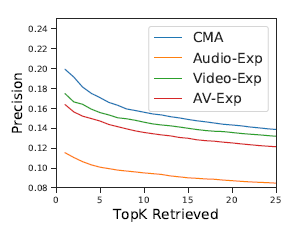 0.24
0.22
0.20
0.18
0.16
0.14
0.12
0.10
0.08
Precision
CMA
Audio-Exp
Video-Exp
AV-Exp
0 5 10 15 20 25
TopK Retrieved